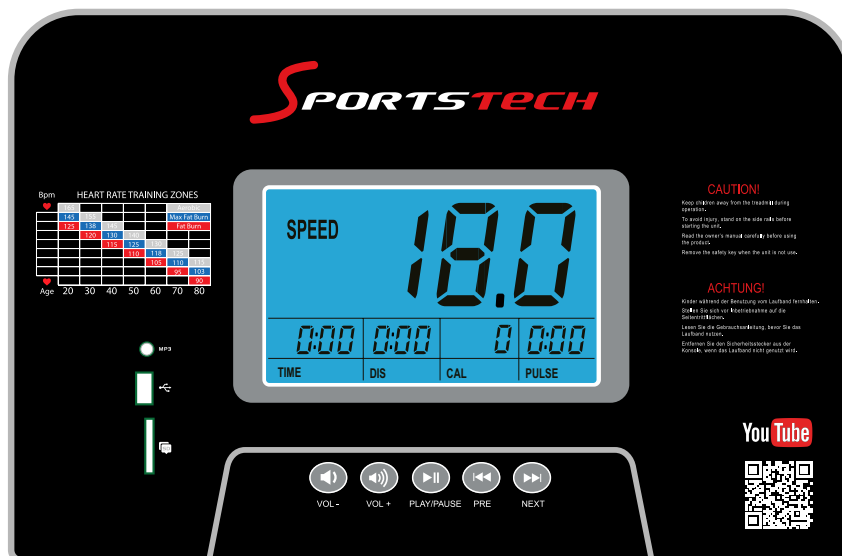 SPORTSTECH
Bpm HEART RATE TRAINING ZONES
Aerobic
145 155 Max Fat Burn
125 138 145 Fat Burn
120 130 140
115 125 130
110 118 125
105 110 115
95 103
90
Age 20 30 40 50 60 70 80
MP3
SPEED 18.0
0:00 0:00 0 0:00
TIME DIS CAL PULSE
CAUTION!
Keep children away from the treadmill during
operation.
To avoid injury, stand on the side rails before
starting the unit.
Read the owner's manual carefully before using
the product.
Remove the safety key when the unit is not use.
ACHTUNG!
Kinder während der Benutzung vom Laufband fernhalten.
Stellen Sie sich vor Inbetriebnahme auf die
Seitentrittflächen.
Lesen Sie die Gebrauchsanleitung, bevor Sie das
Laufband nutzen.
Entfernen Sie den Sicherheitsstecker aus der
Konsole, wenn das Laufband nicht genutzt wird.
YouTube
VOL- VOL + PLAY/PAUSE PRE NEXT